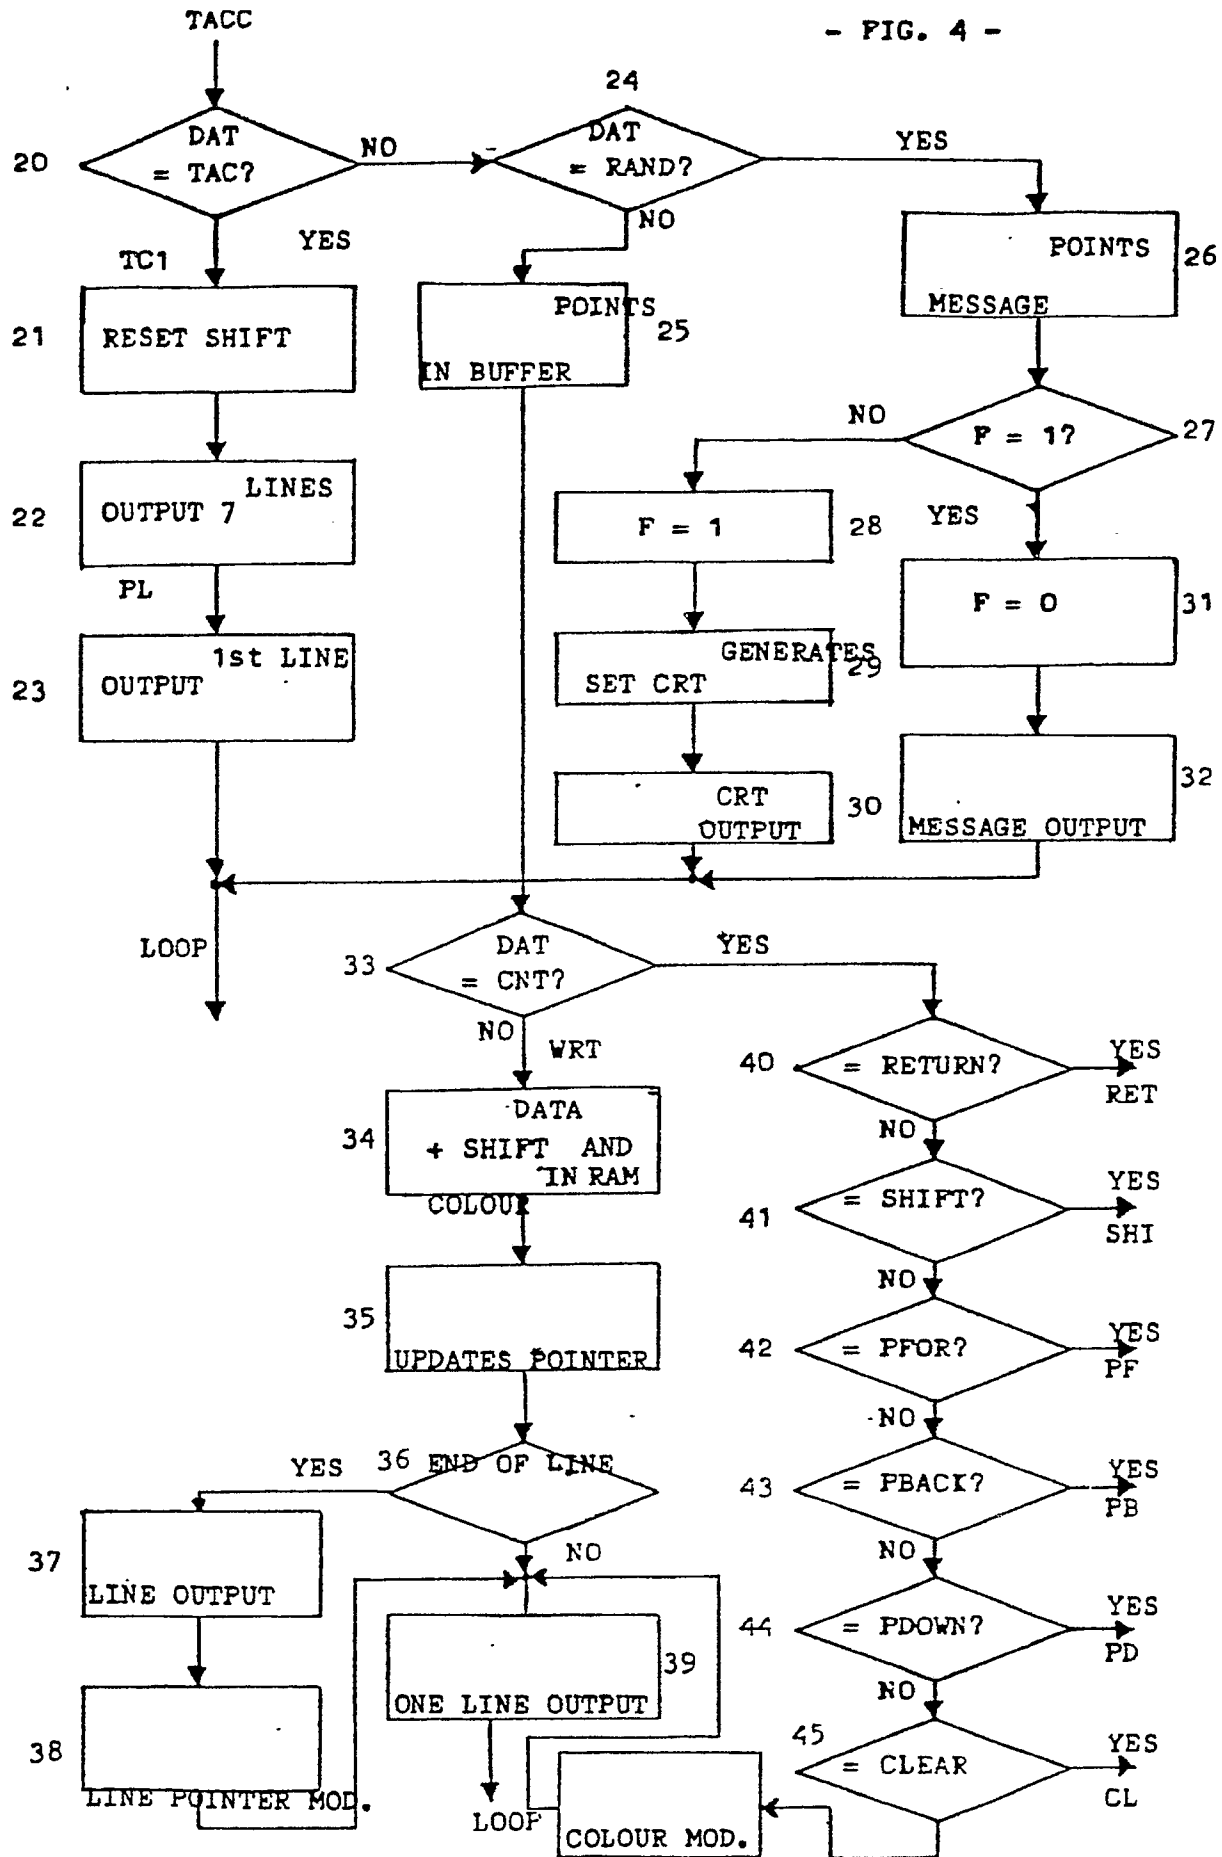 TACC
- FIG. 4 -
24
20
DAT
= TAC?
NO
DAT
= RAND?
YES
NO
YES
TC1
POINTS
MESSAGE
26
21
RESET SHIFT
POINTS
IN BUFFER
25
NO
F = 1?
27
22
LINES
OUTPUT 7
F = 1
28
YES
PL
F = 0
31
23
1st LINE
OUTPUT
GENERATES
SET CRT
29
CRT
OUTPUT
30
MESSAGE OUTPUT
32
LOOP
33
DAT
= CNT?
YES
NO
WRT
40
= RETURN?
YES
RET
NO
34
DATA
+ SHIFT AND
IN RAM
COLOUR
41
= SHIFT?
YES
SHI
NO
35
UPDATES POINTER
42
= PFOR?
YES
PF
NO
36
END OF LINE
YES
NO
43
= PBACK?
YES
PB
NO
37
LINE OUTPUT
44
= PDOWN?
YES
PD
NO
39
ONE LINE OUTPUT
38
LINE POINTER MOD.
LOOP
45
= CLEAR
YES
CL
COLOUR MOD.